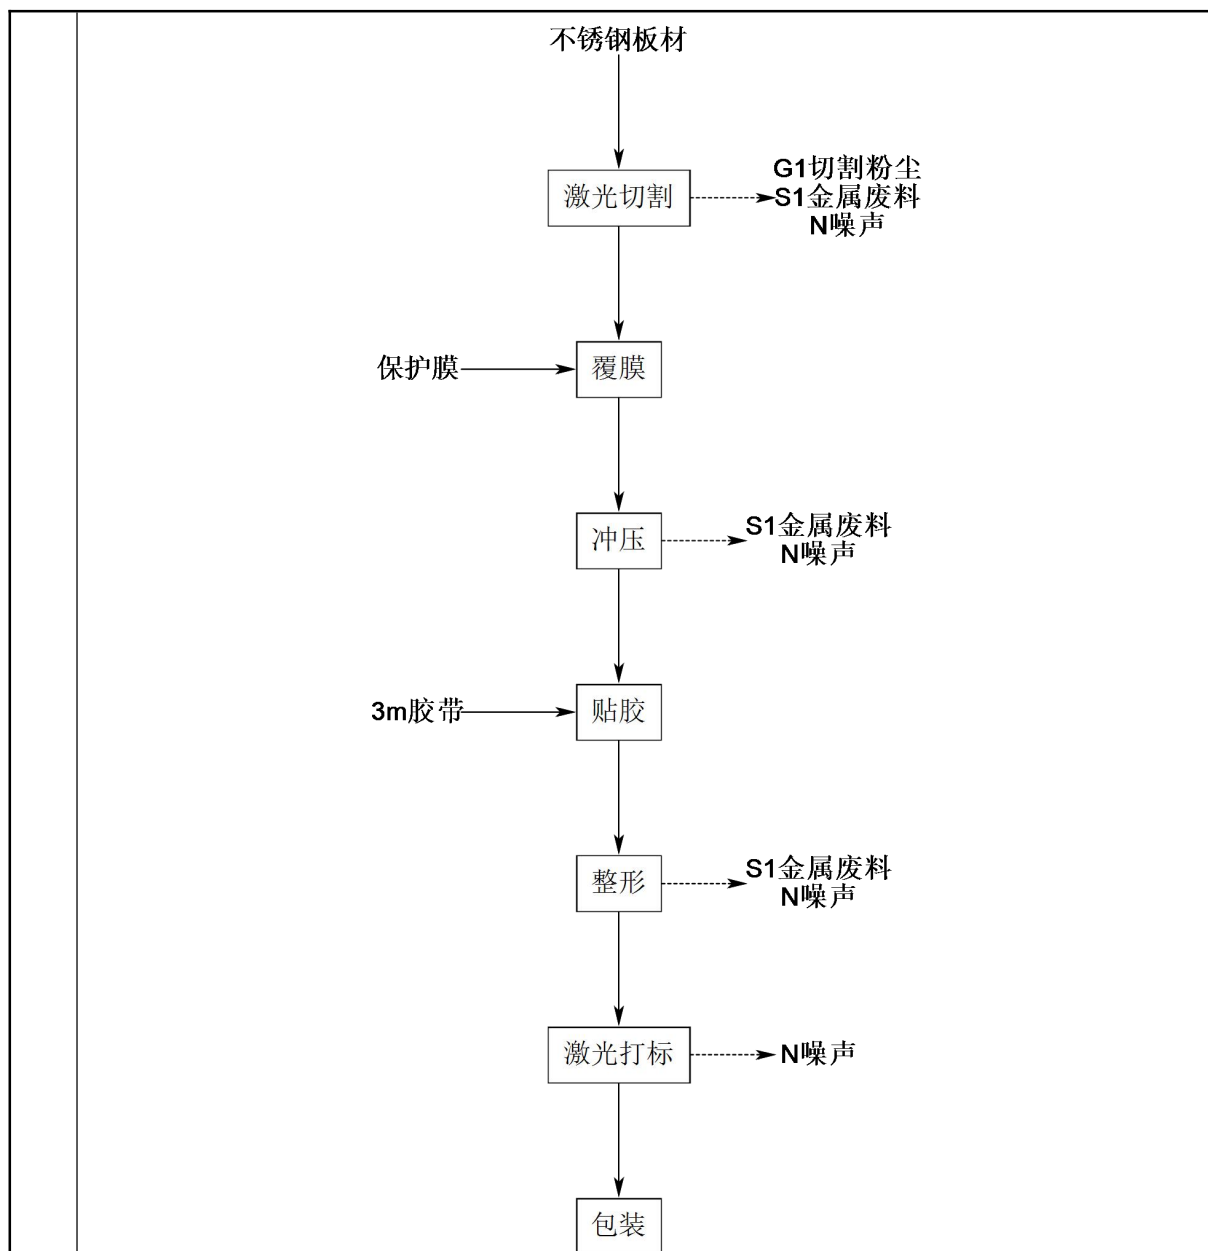 不锈钢板材
激光切割
G1切割粉尘
S1金属废料
N噪声
保护膜
覆膜
冲压
S1金属废料
N噪声
3m胶带
贴胶
整形
S1金属废料
N噪声
激光打标
N噪声
包装